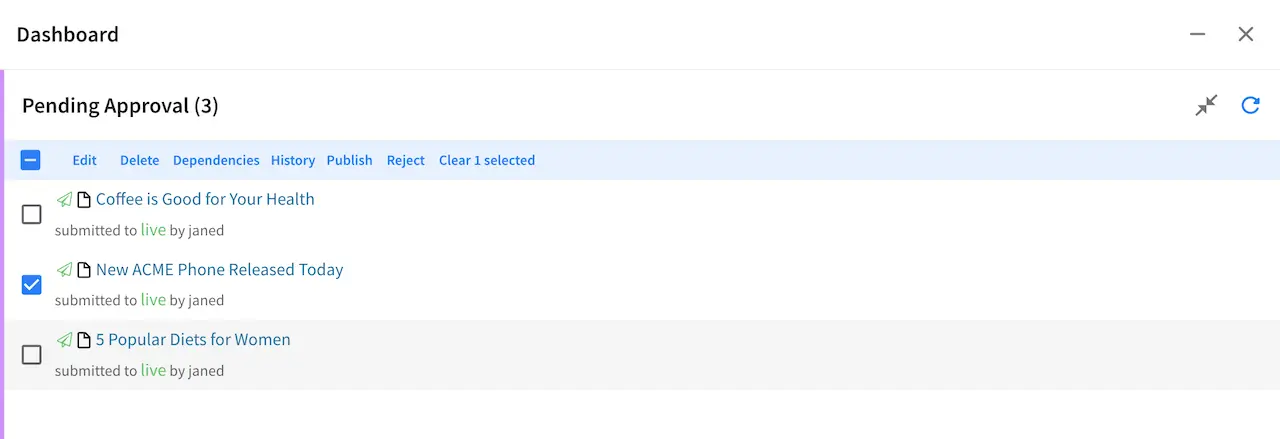 Dashboard
Pending Approval (3)
Edit Delete Dependencies History Publish Reject Clear 1 selected
Coffee is Good for Your Health
submitted to live by janed
New ACME Phone Released Today
submitted to live by janed
5 Popular Diets for Women
submitted to live by janed